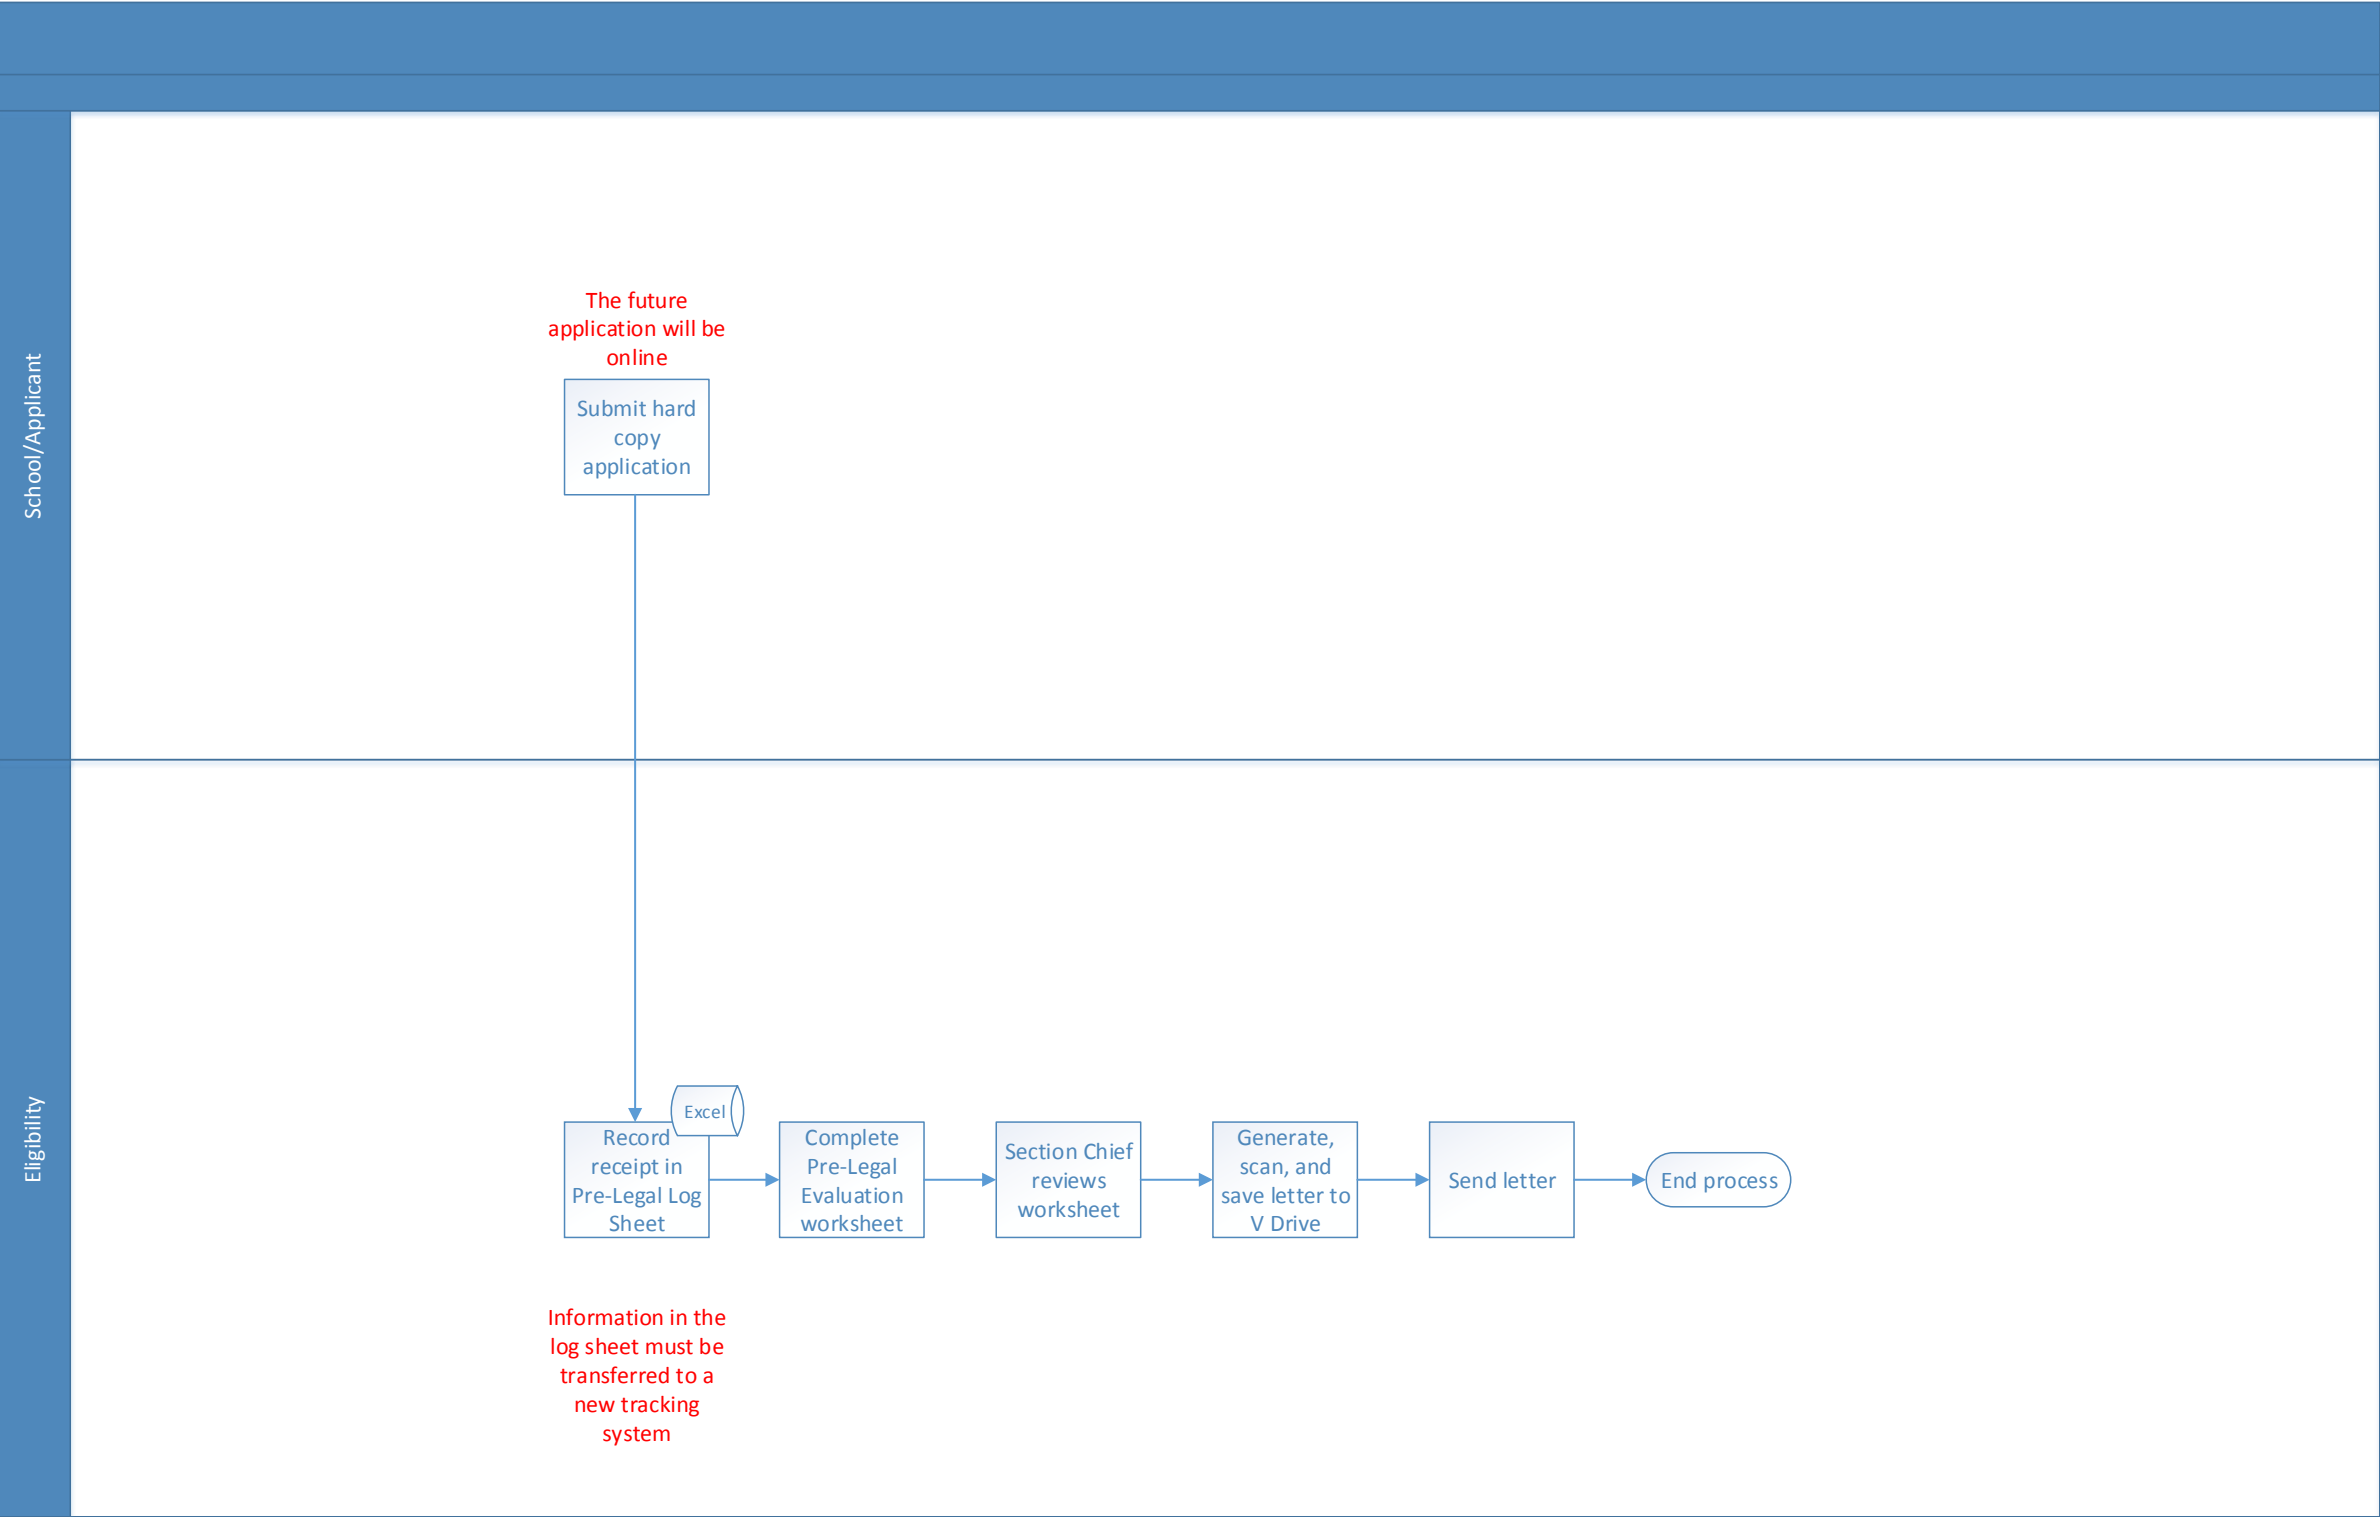 School/Applicant
The future
application will be
online
Submit hard
copy
application
Eligibility
Excel
Record
receipt in
Pre-Legal Log
Sheet
Complete
Pre-Legal
Evaluation
worksheet
Section Chief
reviews
worksheet
Generate,
scan, and
save letter to
V Drive
Send letter
End process
Information in the
log sheet must be
transferred to a
new tracking
system